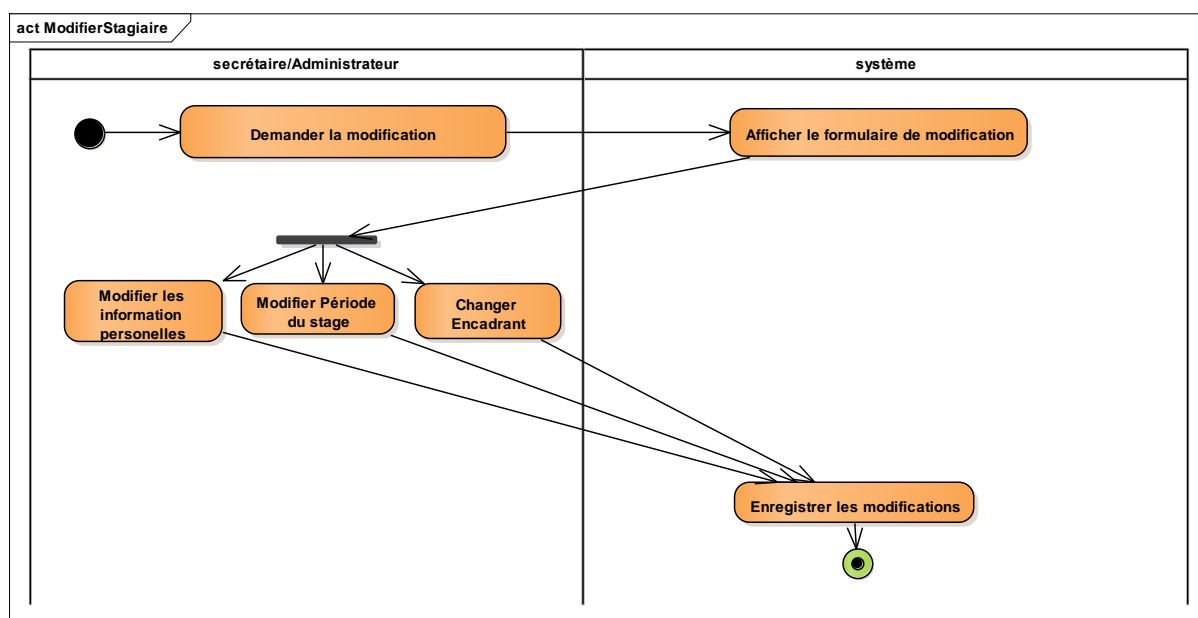 act ModifierStagiaire
secrétaire/Administrateur
système
Demander la modification
Afficher le formulaire de modification
Modifier les
information
personelles
Modifier Période
du stage
Changer
Encadrant
Enregistrer les modifications